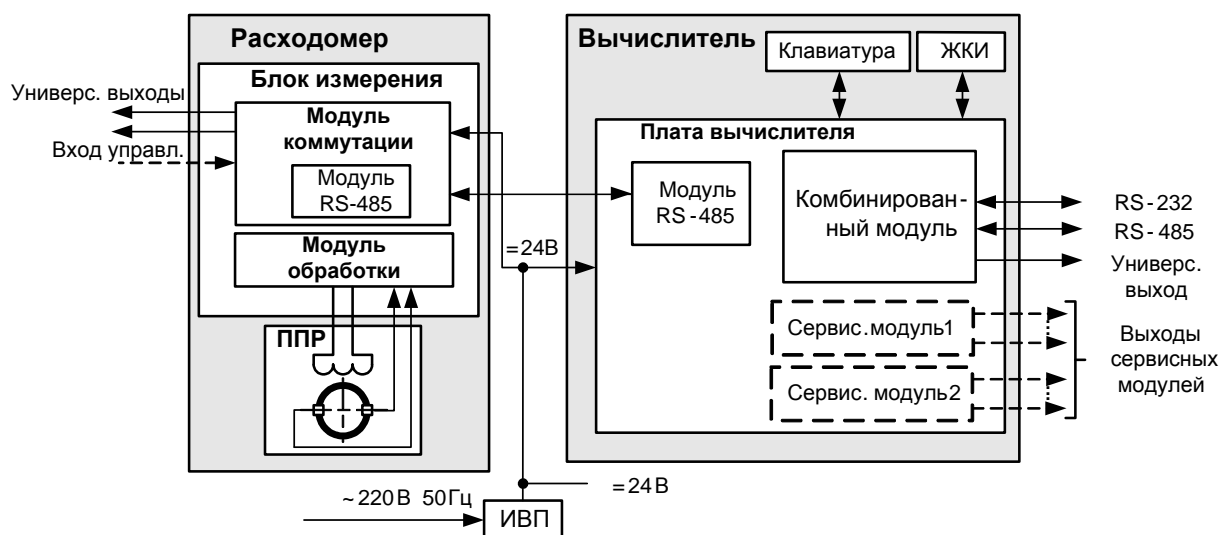 Расходомер
Блок измерения
Универс. выходы
Вход управл.
Модуль
коммутации
Модуль
RS-485
Модуль
обработки
ППР
=24В
Вычислитель
Клавиатура
ЖКИ
Плата вычислителя
Модуль
RS-485
Комбинирован-
ный модуль
RS-232
RS-485
Универс.
выход
Сервис.модуль1
Сервис. модуль2
Выходы
сервисных
модулей
~220В 50Гц
ИВП
=24В